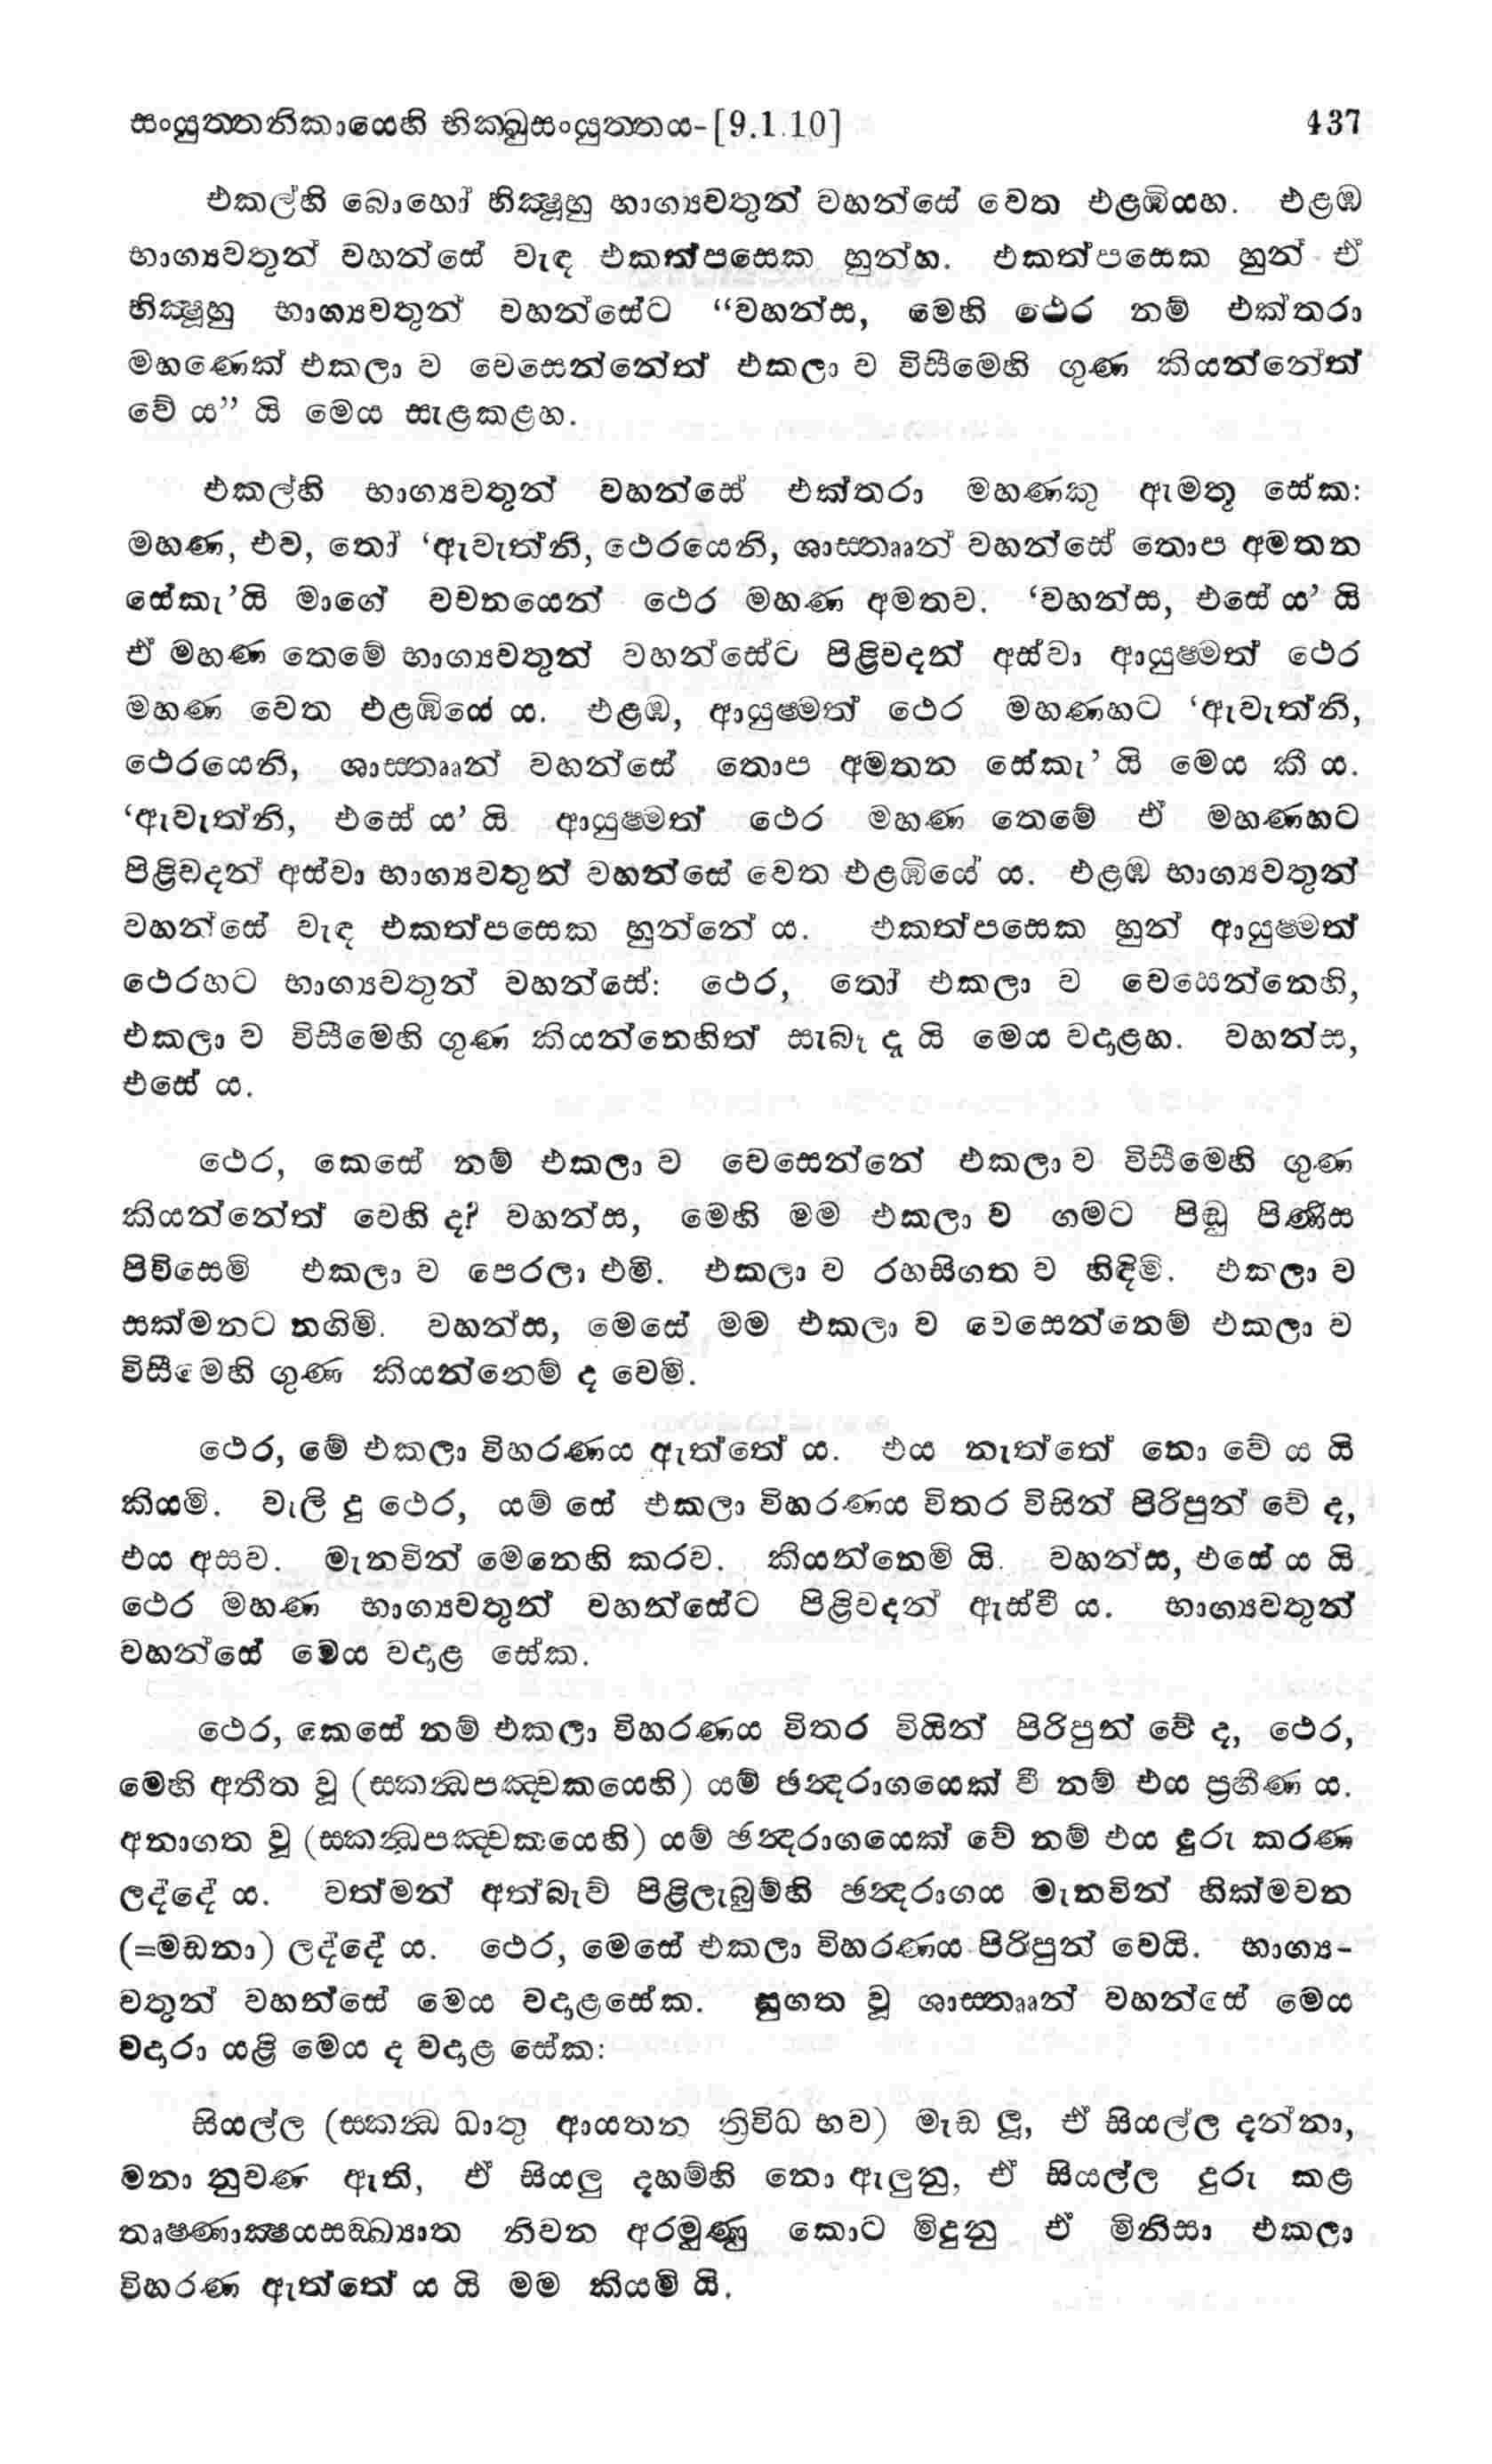 සංයුත්තනිකායෙහි භික්ඛුසංයුත්තය-[9.1.10] 437
එකල්හි බොහෝ භික්ෂූහු භාග්‍යවතුන් වහන්සේ වෙත එළඹියහ. එළඹ
භාග්‍යවතුන් වහන්සේ වැඳ එකත්පසෙක හුන්හ. එකත්පසෙක හුන් ඒ
භික්ෂූහු භාග්‍යවතුන් වහන්සේට “වහන්ස, මෙහි ථෙර නම් එක්තරා
මහණෙක් එකලා ව වෙසෙන්නේත් එකලා ව විසීමෙහි ගුණ කියන්නේත්
වේ ය” යි මෙය සැළකළහ.
එකල්හි භාග්‍යවතුන් වහන්සේ එක්තරා මහණකු ඇමතූ සේක:
මහණ, එව, තෝ ‘ඇවැත්නි, ථෙරයෙනි, ශාස්තෲන් වහන්සේ තොප අමතන
සේකැ’යි මාගේ වචනයෙන් ථෙර මහණ අමතව. ‘වහන්ස, එසේ ය’ යි
ඒ මහණ තෙමේ භාග්‍යවතුන් වහන්සේට පිළිවදන් අස්වා ආයුෂ්මත් ථෙර
මහණ වෙත එළඹියේ ය. එළඹ, ආයුෂ්මත් ථෙර මහණහට ‘ඇවැත්නි,
ථෙරයෙනි, ශාස්තෲන් වහන්සේ තොප අමතන සේකැ’ යි මෙය කී ය.
‘ඇවැත්නි, එසේ ය’ යි ආයුෂ්මත් ථෙර මහණ තෙමේ ඒ මහණහට
පිළිවදන් අස්වා භාග්‍යවතුන් වහන්සේ වෙත එළඹියේ ය. එළඹ භාග්‍යවතුන්
වහන්සේ වැඳ එකත්පසෙක හුන්නේ ය. එකත්පසෙක හුන් ආයුෂ්මත්
ථෙරහට භාග්‍යවතුන් වහන්සේ: ථෙර, තෝ එකලා ව වෙසෙන්නෙහි,
එකලා ව විසීමෙහි ගුණ කියන්නෙහිත් සැබෑ දැ යි මෙය වදාළහ. වහන්ස,
එසේ ය.
ථෙර, කෙසේ නම් එකලා ව වෙසෙන්නේ එකලා ව විසීමෙහි ගුණ
කියන්නේත් වෙහි ද? වහන්ස, මෙහි මම එකලා ව ගමට පිඬු පිණිස
පිවිසෙමි එකලා ව පෙරලා එමි. එකලා ව රහසිගත ව හිඳිමි. එකලා ව
සක්මනට නගිමි. වහන්ස, මෙසේ මම එකලා ව වෙසෙන්නෙම් එකලා ව
විසීමෙහි ගුණ කියන්නෙම් ද වෙමි.
ථෙර, මේ එකලා විහරණය ඇත්තේ ය. එය නැත්තේ නො වේ ය යි
කියමි. වැලි දු ථෙර, යම් සේ එකලා විහරණය විතර විසින් පිරිපුන් වේ ද,
එය අසව. මැනවින් මෙනෙහි කරව. කියන්නෙමි යි. වහන්ස, එසේ ය යි
ථෙර මහණ භාග්‍යවතුන් වහන්සේට පිළිවදන් ඇස්වී ය. භාග්‍යවතුන්
වහන්සේ මෙය වදාළ සේක.
ථෙර, කෙසේ නම් එකලා විහරණය විතර විසින් පිරිපුන් වේ ද, ථෙර,
මෙහි අතීත වූ (ස්කන්ධපඤ්චකයෙහි) යම් ඡන්දරාගයෙක් වී නම් එය ප්‍රහීණ ය.
අනාගත වූ (ස්කන්ධපඤ්චකයෙහි) යම් ඡන්දරාගයෙක් වේ නම් එය දුරු කරණ
ලද්දේ ය. වත්මන් අත්බැව් පිළිලැබුම්හි ඡන්දරාගය මැනවින් හික්මවන
(=මඩනා) ලද්දේ ය. ථෙර, මෙසේ එකලා විහරණය පිරිපුන් වෙයි. භාග්‍ය-
වතුන් වහන්සේ මෙය වදාළසේක. සුගත වූ ශාස්තෲන් වහන්සේ මෙය
වදාරා යළි මෙය ද වදාළ සේක:
සියල්ල (ස්කන්ධ ධාතු ආයතන ත්‍රිවිධ භව) මැඩ ලූ, ඒ සියල්ල දන්නා,
මනා නුවණ ඇති, ඒ සියලු දහම්හි නො ඇලුනු, ඒ සියල්ල දුරු කළ
තෘෂ්ණාක්ෂයසඞ්ඛ්‍යාත නිවන අරමුණු කොට මිදුනු ඒ මිනිසා එකලා
විහරණ ඇත්තේ ය යි මම කියමි යි.